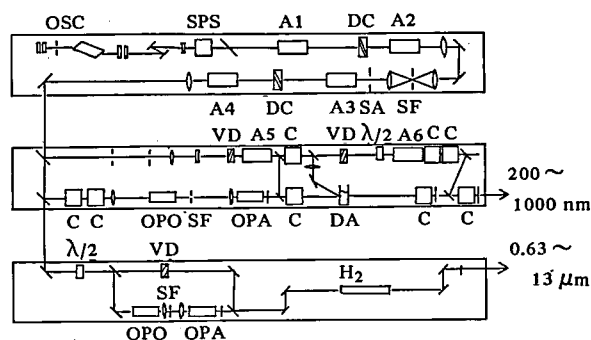 OSC SPS A1 DC A2
A4 DC A3 SA SF
VD A5 C VD λ/2 A6 C C
200 ~
1000 nm
C C OPO SF OPA C DA C C
λ/2 VD
0.63 ~
13 μm
SF
H₂
OPO OPA